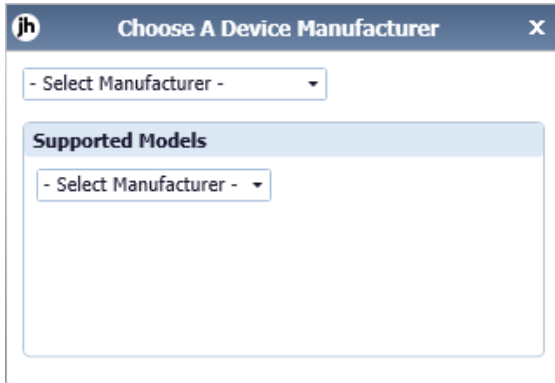 jh Choose A Device Manufacturer X
- Select Manufacturer -
Supported Models
- Select Manufacturer -